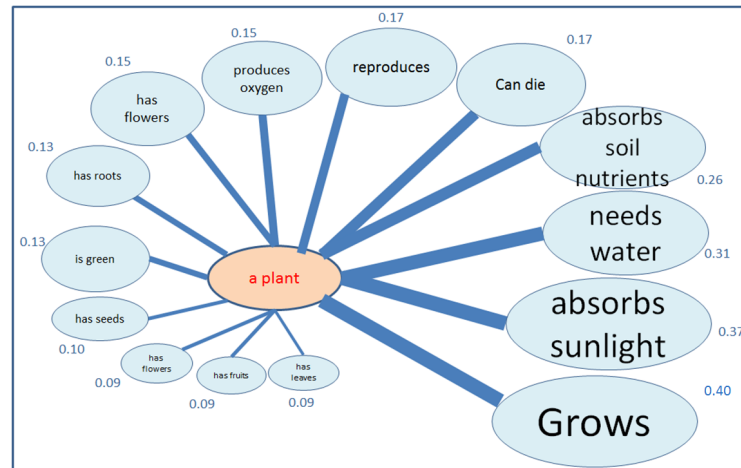 0.17
0.15
0.17
reproduces
produces
oxygen
Can die
0.15
has
flowers
absorbs
soil
nutrients
0.26
0.13
has roots
needs
water
0.31
0.13
is green
a plant
absorbs
sunlight
0.37
has seeds
0.10
has
flowers
0.09
has fruits
0.09
has
leaves
0.09
Grows
0.40